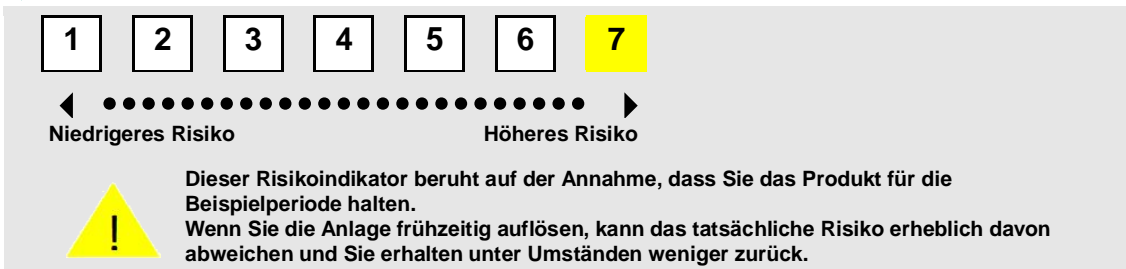 1 2 3 4 5 6 7
Niedrigeres Risiko Höheres Risiko
Dieser Risikoindikator beruht auf der Annahme, dass Sie das Produkt für die
Beispielperiode halten.
! Wenn Sie die Anlage frühzeitig auflösen, kann das tatsächliche Risiko erheblich davon
abweichen und Sie erhalten unter Umständen weniger zurück.